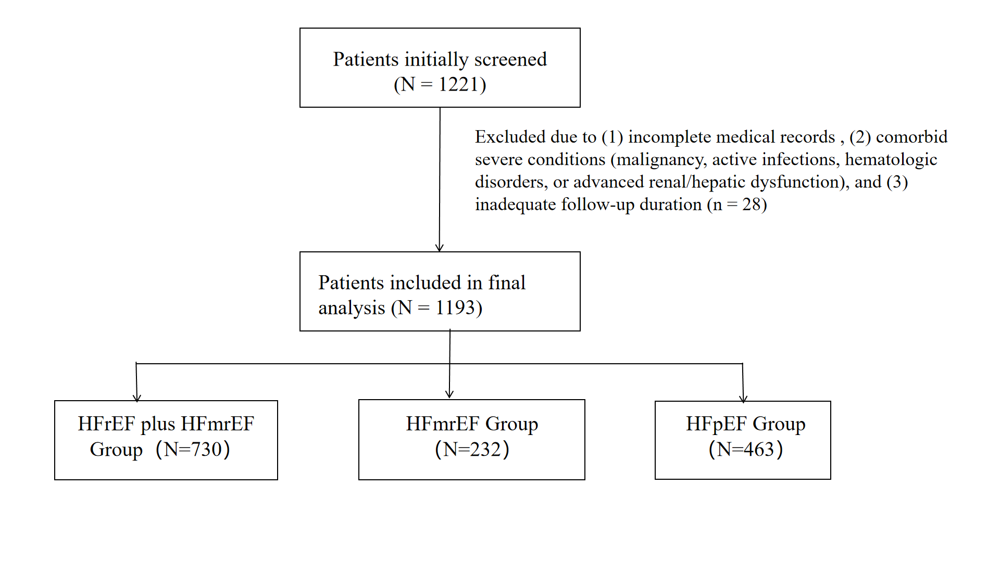 Patients initially screened
(N = 1221)
Excluded due to (1) incomplete medical records , (2) comorbid
severe conditions (malignancy, active infections, hematologic
disorders, or advanced renal/hepatic dysfunction), and (3)
inadequate follow-up duration (n = 28)
Patients included in final
analysis (N = 1193)
HFrEF plus HFmrEF
Group（N=730）
HFmrEF Group
（N=232）
HFpEF Group
（N=463）